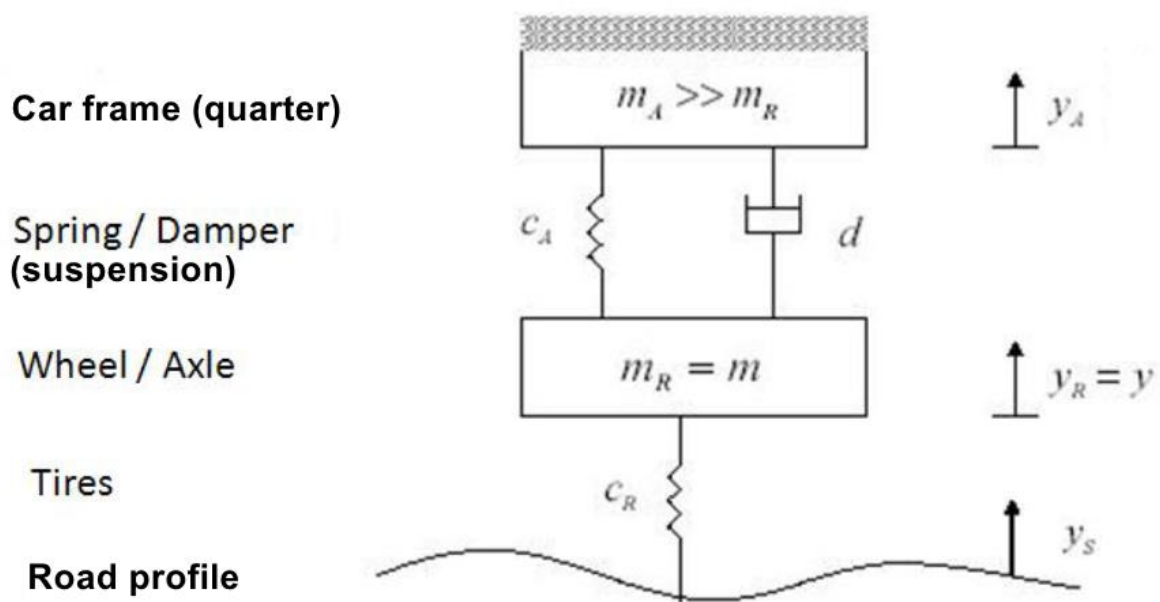 Car frame (quarter)
m_A >> m_R
y_A
Spring / Damper
(suspension)
c_A
d
Wheel / Axle
m_R = m
y_R = y
Tires
c_R
y_S
Road profile